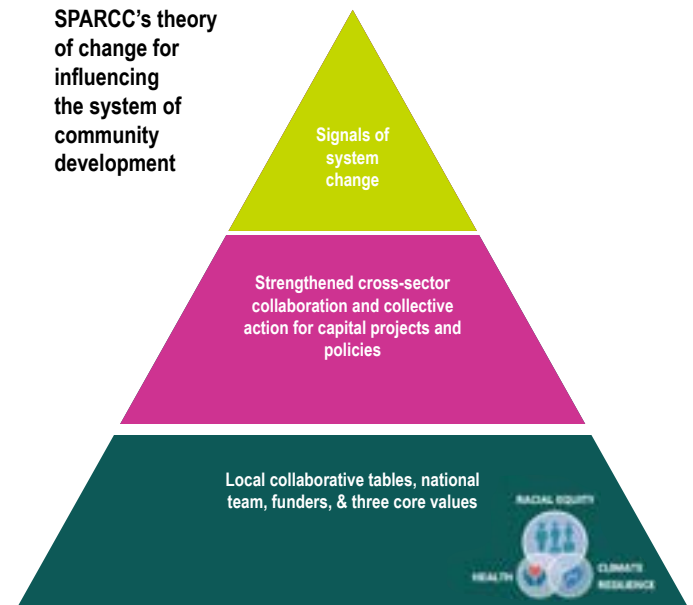 SPARCC's theory
of change for
influencing
the system of
community
development
Signals of
system
change
Strengthened cross-sector
collaboration and collective
action for capital projects and
policies
Local collaborative tables, national
team, funders, & three core values
RACIAL EQUITY
HEALTH
CLIMATE
RESILIENCE